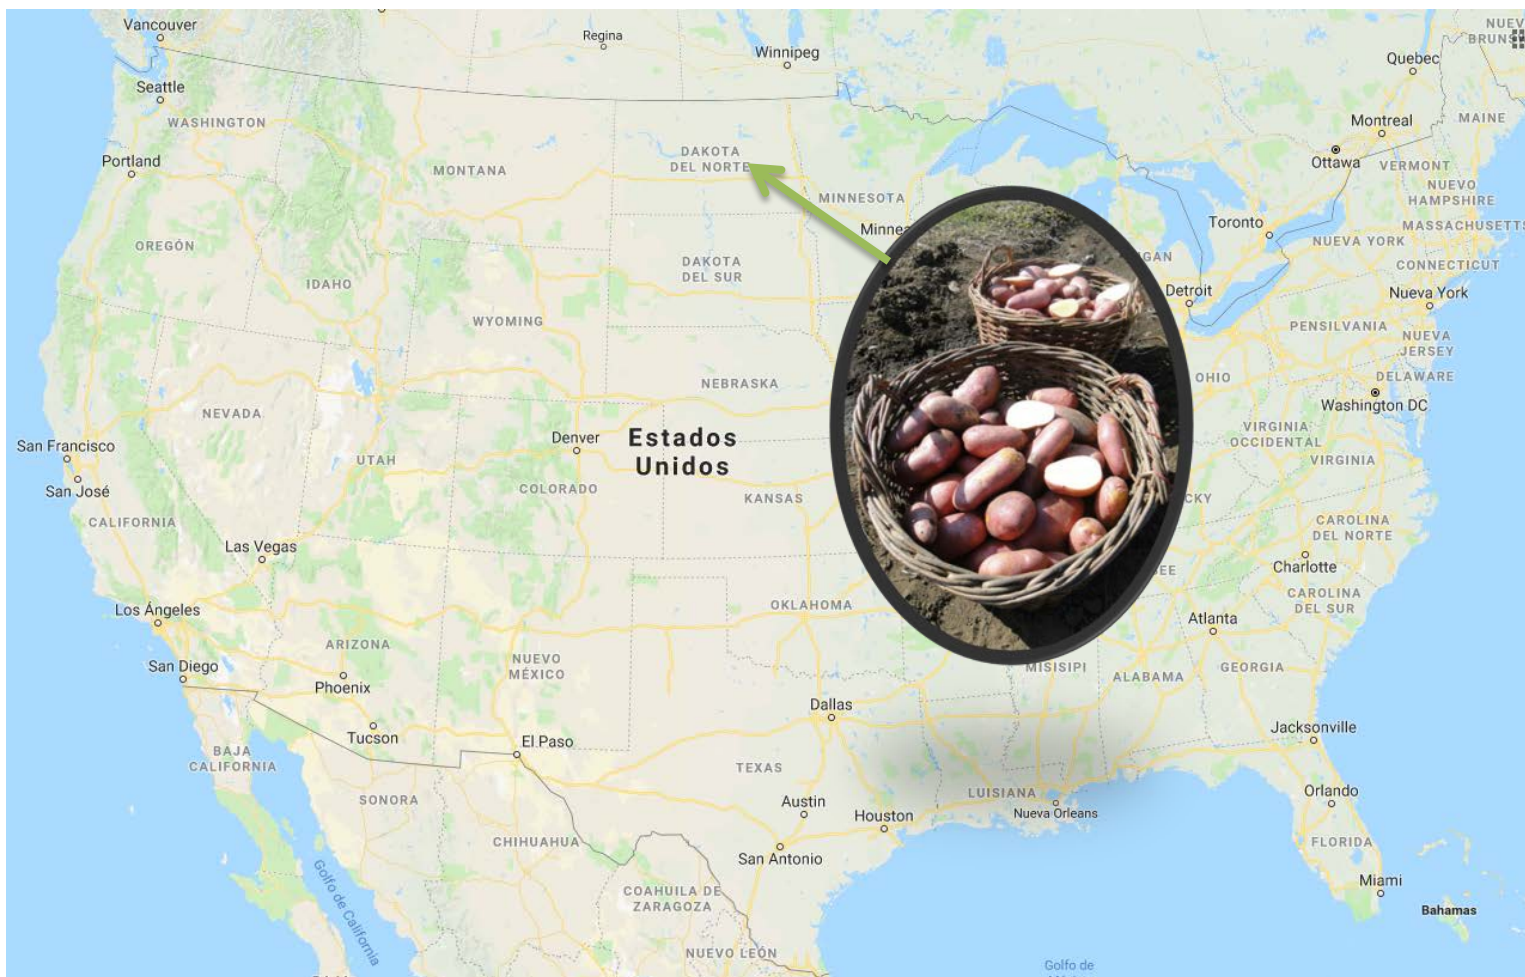 Vancouver
Regina
Winnipeg
Quebec
Seattle
WASHINGTON
Montreal
MAINE
Portland
MONTANA
DAKOTA
DEL NORTE
Ottawa
VERMONT
NUEVO
HAMPSHIRE
MINNESOTA
Toronto
MASSACHUSETTS
OREGÓN
NUEVA YORK
CONNECTICUT
DAKOTA
DEL SUR
IDAHO
Detroit
Nueva York
WYOMING
PENSILVANIA
NUEVA
JERSEY
NEBRASKA
OHIO
DELAWARE
Washington DC
NEVADA
San Francisco
Denver
Estados
Unidos
VIRGINIA
OCCIDENTAL
VIRGINIA
UTAH
San José
COLORADO
KANSAS
CALIFORNIA
CAROLINA
DEL NORTE
Las Vegas
Charlotte
Los Ángeles
OKLAHOMA
CAROLINA
DEL SUR
Atlanta
ARIZONA
NUEVO
MÉXICO
San Diego
Phoenix
MISISIPI
ALABAMA
GEORGIA
Dallas
Tucson
El Paso
Jacksonville
BAJA
CALIFORNIA
TEXAS
SONORA
Austin
Houston
LUISIANA
Nueva Orleans
Orlando
CHIHUAHUA
San Antonio
FLORIDA
Golfo de California
COAHUILA DE
ZARAGOZA
Miami
Bahamas
NUEVO LEÓN
Golfo de